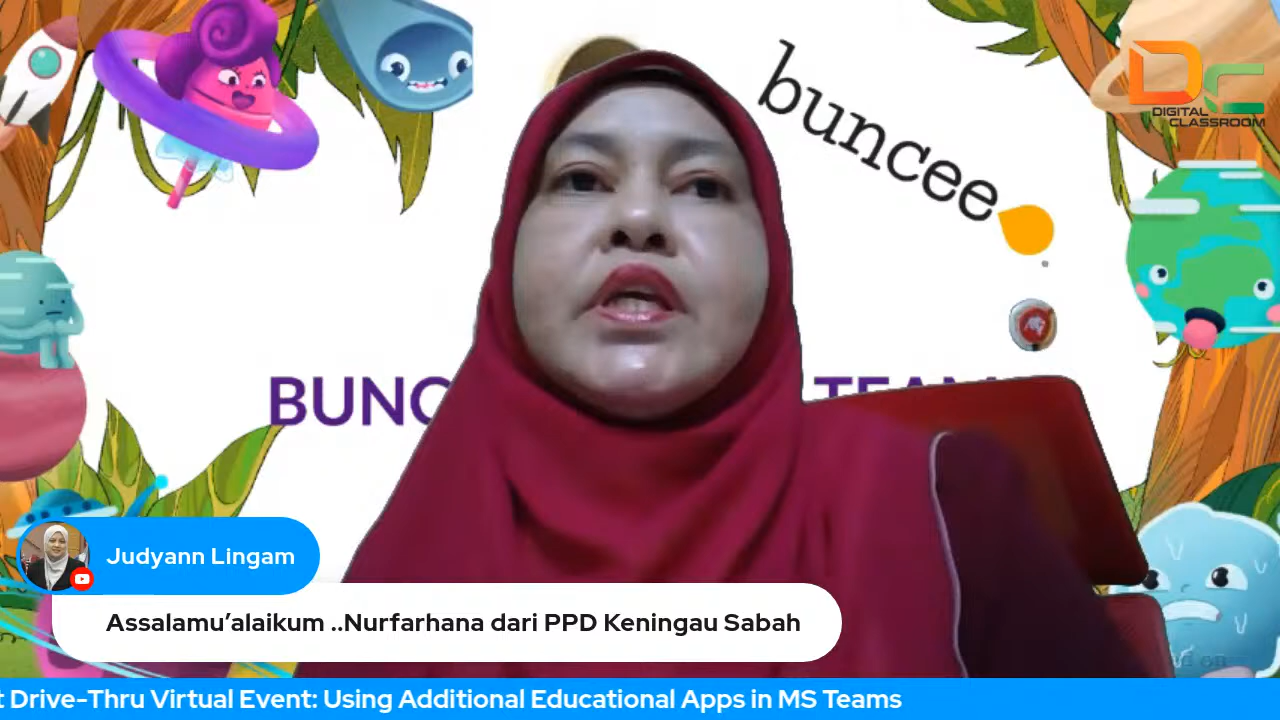 buncee
DIGITAL
CLASSROOM
BUNC
TEAM
Judyann Lingam
Assalamu’alaikum ..Nurfarhana dari PPD Keningau Sabah
t Drive-Thru Virtual Event: Using Additional Educational Apps in MS Teams